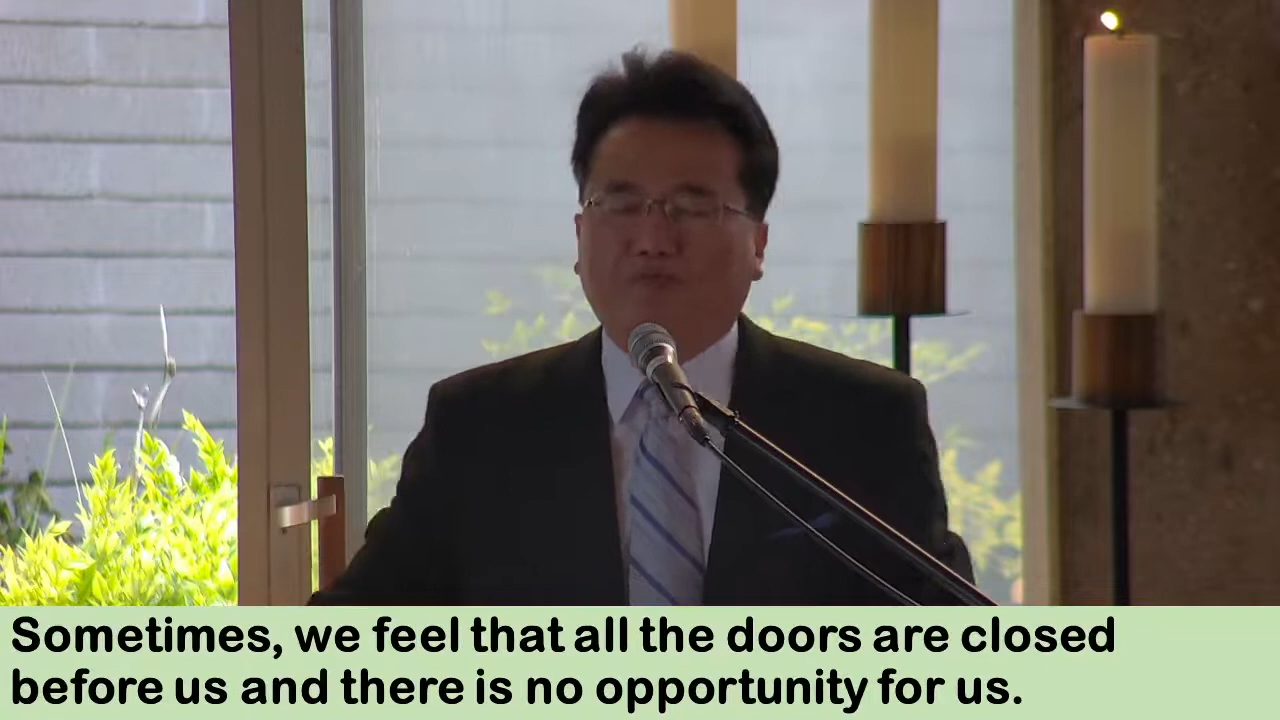 Sometimes, we feel that all the doors are closed
before us and there is no opportunity for us.